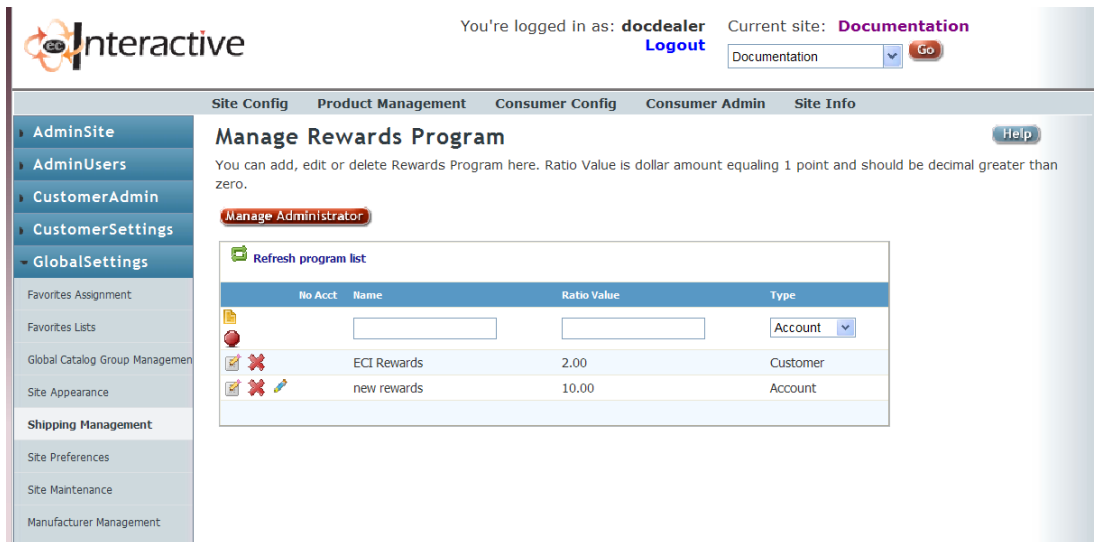 ec Interactive
You're logged in as: docdealer
Logout
Current site: Documentation
Documentation
Go
Site Config Product Management Consumer Config Consumer Admin Site Info
AdminSite
AdminUsers
CustomerAdmin
CustomerSettings
GlobalSettings
Favorites Assignment
Favorites Lists
Global Catalog Group Managemen
Site Appearance
Shipping Management
Site Preferences
Site Maintenance
Manufacturer Management
Manage Rewards Program
Help
You can add, edit or delete Rewards Program here. Ratio Value is dollar amount equaling 1 point and should be decimal greater than
zero.
Manage Administrator
Refresh program list
No Acct Name Ratio Value Type
Account
ECI Rewards 2.00 Customer
new rewards 10.00 Account